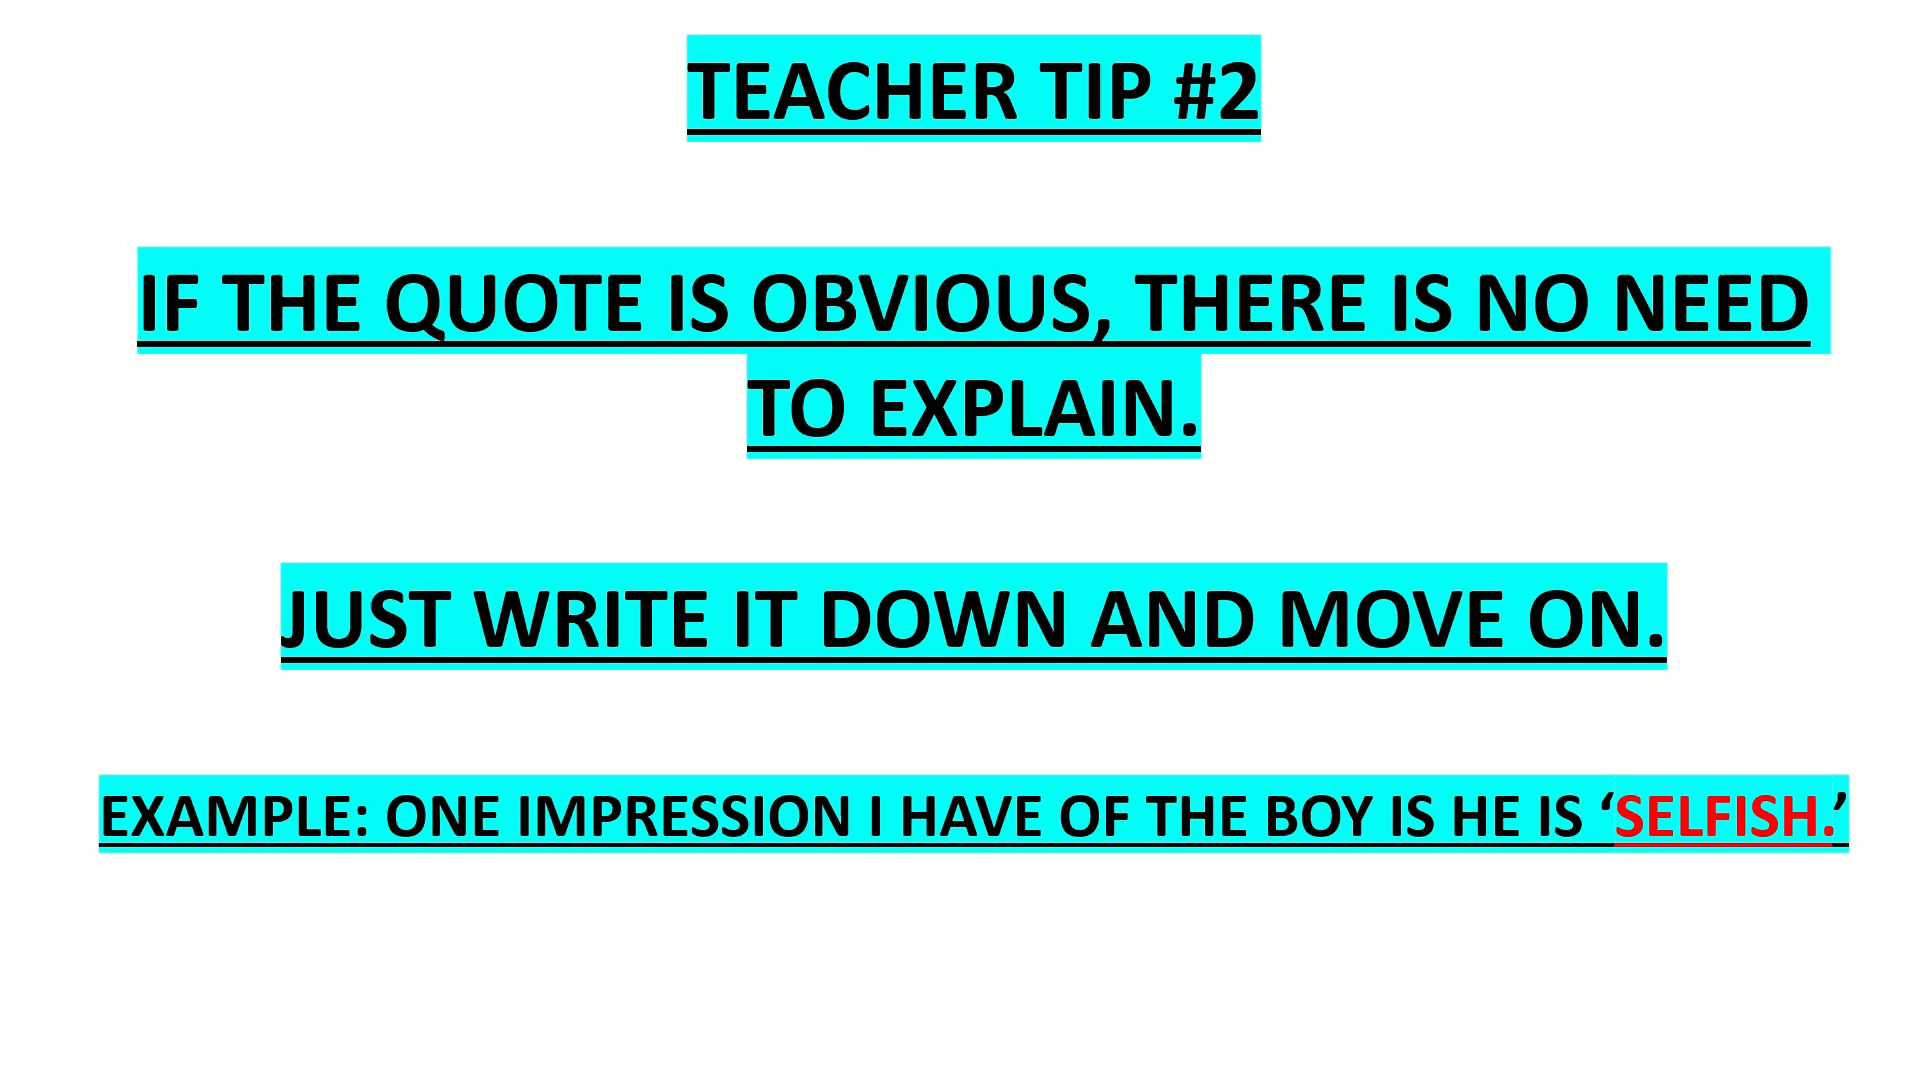 TEACHER TIP #2
IF THE QUOTE IS OBVIOUS, THERE IS NO NEED
TO EXPLAIN.
JUST WRITE IT DOWN AND MOVE ON.
EXAMPLE: ONE IMPRESSION I HAVE OF THE BOY IS HE IS ‘SELFISH.’